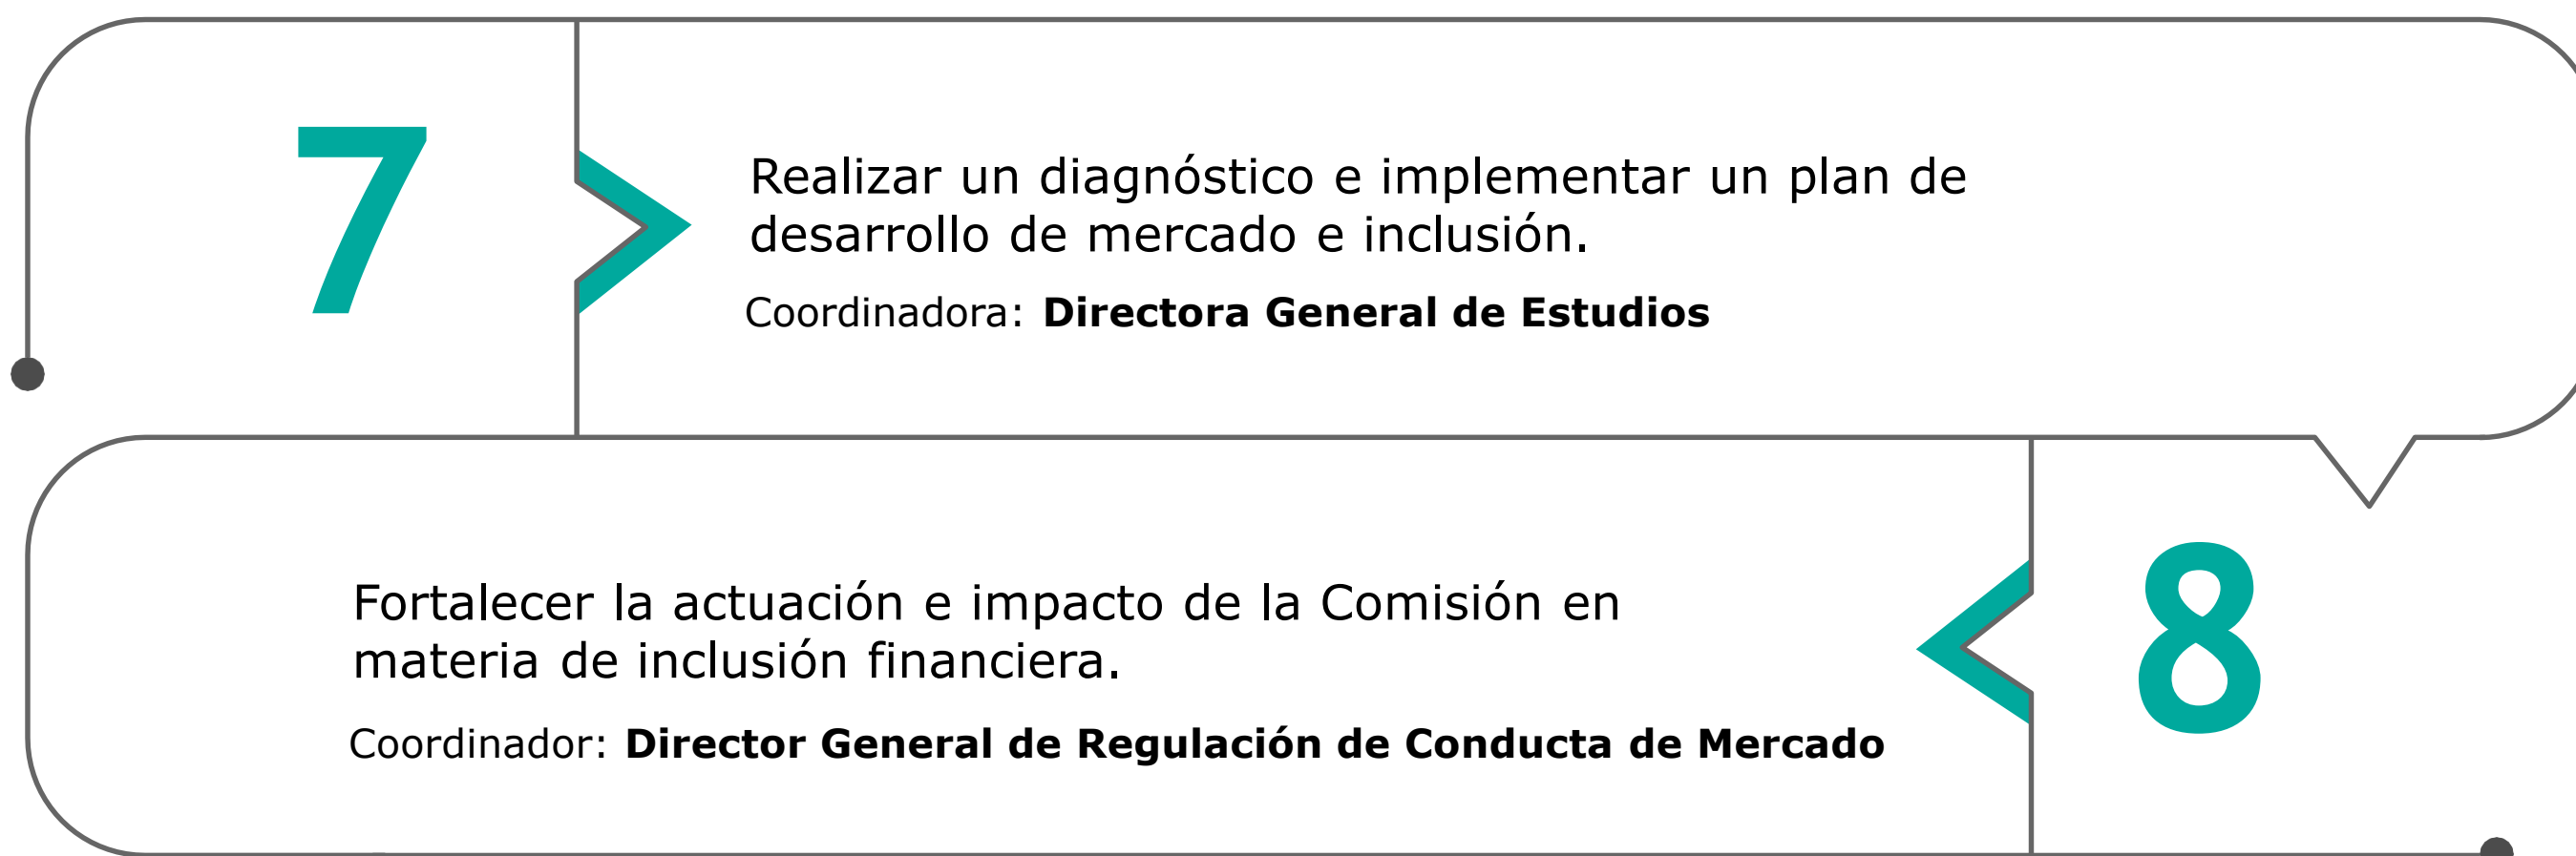 7
Realizar un diagnóstico e implementar un plan de
desarrollo de mercado e inclusión.
Coordinadora: Directora General de Estudios
Fortalecer la actuación e impacto de la Comisión en
materia de inclusión financiera.
Coordinador: Director General de Regulación de Conducta de Mercado
8